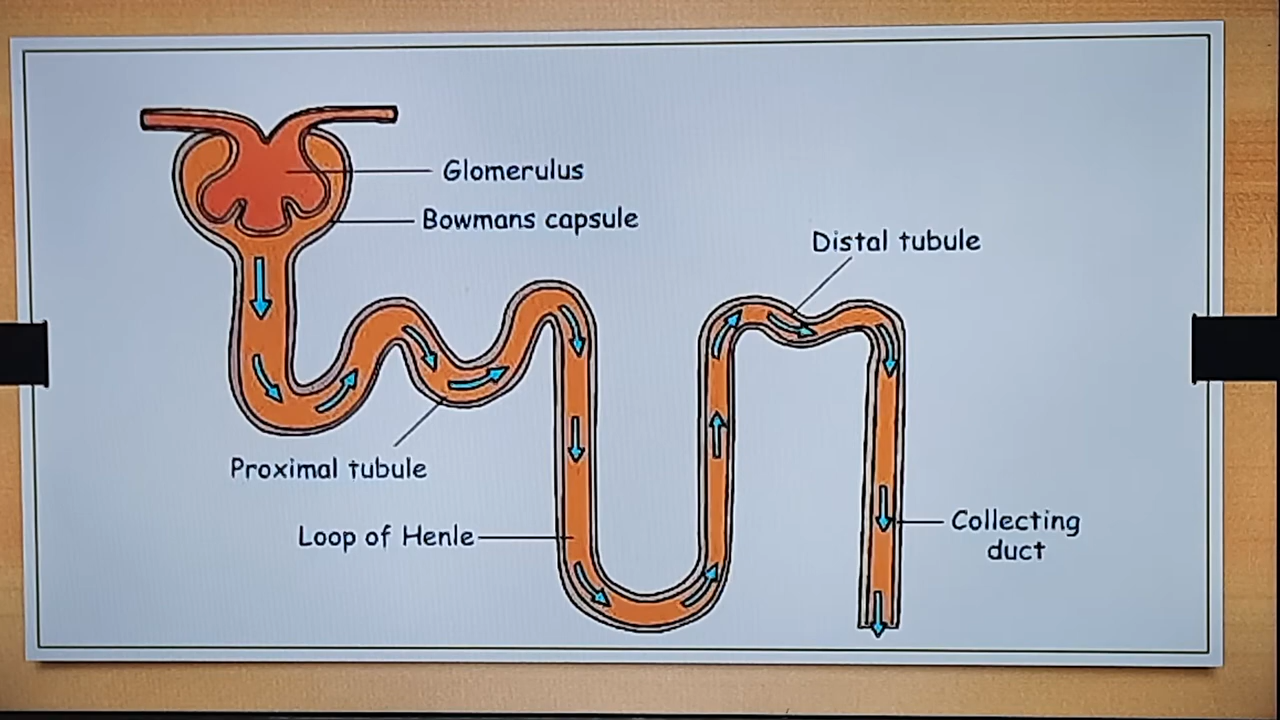 Glomerulus
Bowmans capsule
Distal tubule
Proximal tubule
Loop of Henle
Collecting
duct